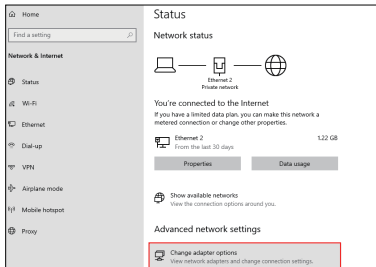 Home
Find a setting
Network & Internet
Status
Wi-Fi
Ethernet
Dial-up
VPN
Airplane mode
Mobile hotspot
Proxy
Status
Network status
Ethernet 2
Private network
You're connected to the Internet
If you have a limited data plan, you can make this network a
metered connection or change other properties.
Ethernet 2
1.22 GB
From the last 30 days
Properties
Data usage
Show available networks
View the connection options around you.
Advanced network settings
Change adapter options
View network adapters and change connection settings.